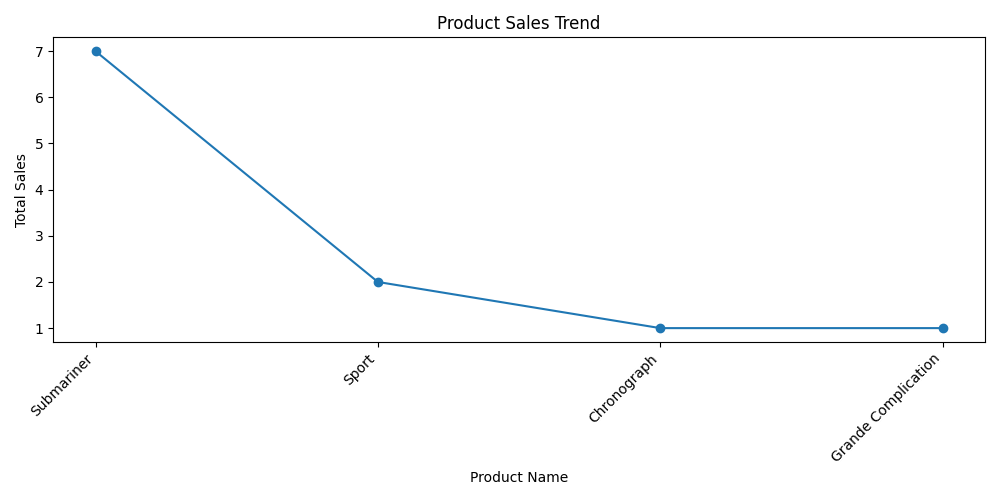 Product Sales Trend
Total Sales
7
6
5
4
3
2
1
Submariner
Sport
Chronograph
Grande Complication
Product Name